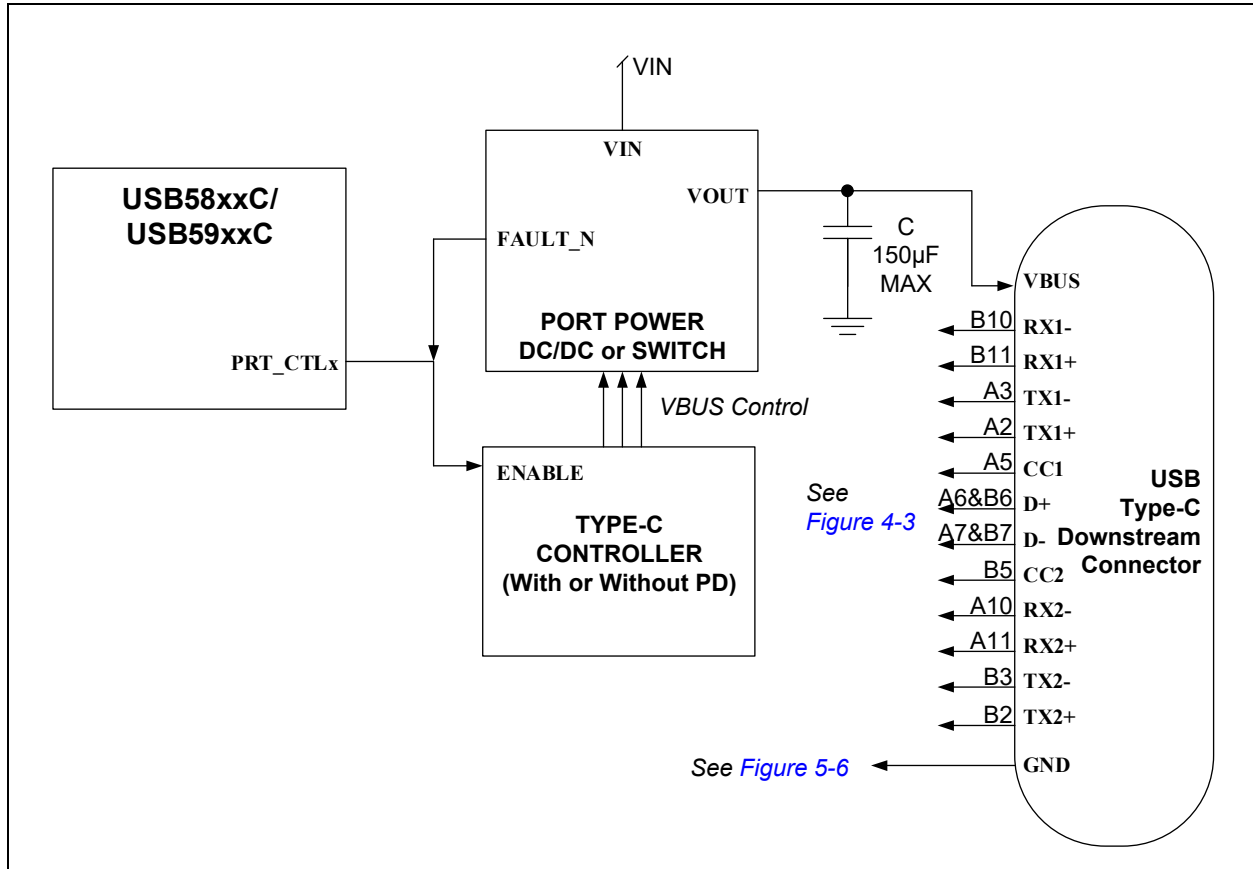 VIN
VIN
USB58xxC/
USB59xxC
VOUT
FAULT_N
C
150µF
MAX
VBUS
PORT POWER
DC/DC or SWITCH
PRT_CTLx
VBUS Control
ENABLE
TYPE-C
CONTROLLER
(With or Without PD)
See
Figure 4-3
B10 RX1-
B11 RX1+
A3 TX1-
A2 TX1+
A5 CC1
A6&B6 D+
A7&B7 D-
B5 CC2
A10 RX2-
A11 RX2+
B3 TX2-
B2 TX2+
USB
Type-C
Downstream
Connector
See Figure 5-6
GND